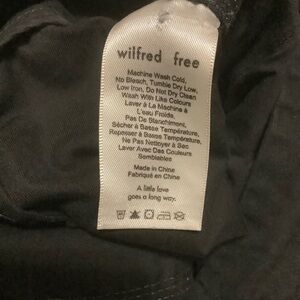 wilfred free
Machine Wash Cold,
No Bleach, Tumble Dry Low,
Low Iron, Do Not Dry Clean
Wash With Like Colours
Laver à La Machine à
L'eau Froide,
Pas De Blanchiment,
Sécher à Basse Température,
Repasser à Basse Température,
Ne Pas Nettoyer à Sec
Laver Avec Des Couleurs
Semblables
Made in China
Fabriqué en Chine
A little love
goes a long way.